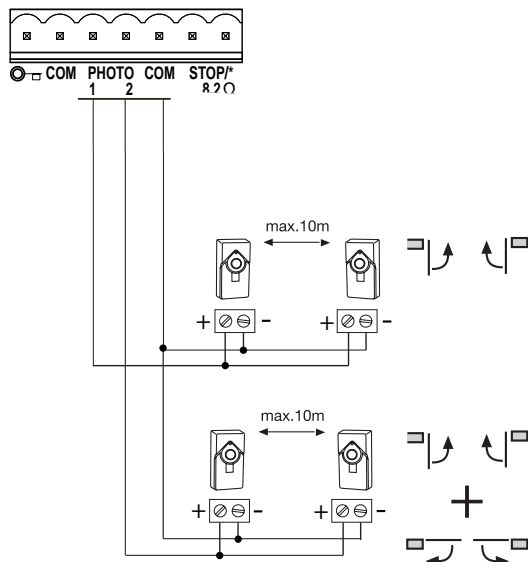 COM PHOTO COM STOP/*
1 2 8.2Ω
max.10m
+ - + -
max.10m
+ - + -